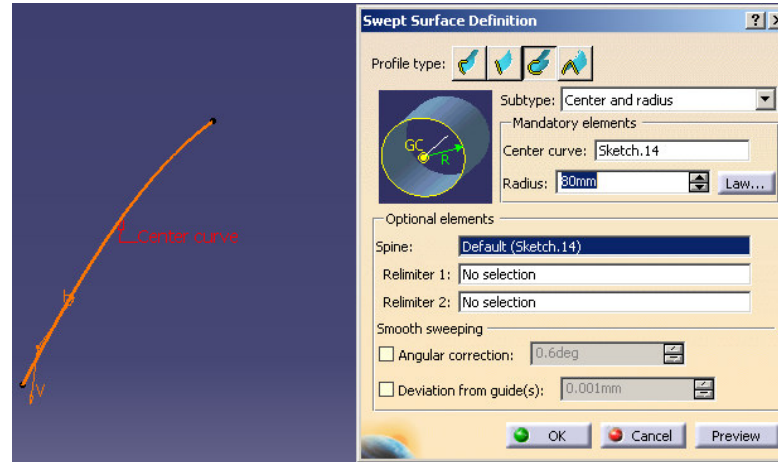 Swept Surface Definition
Profile type:
GC
R
Subtype: Center and radius
Mandatory elements
Center curve: Sketch.14
Radius: 80mm
Law...
Optional elements
Spine: Default (Sketch.14)
Relimiter 1: No selection
Relimiter 2: No selection
Smooth sweeping
Angular correction: 0.6deg
Deviation from guide(s): 0.001mm
OK Cancel Preview
Center curve
V